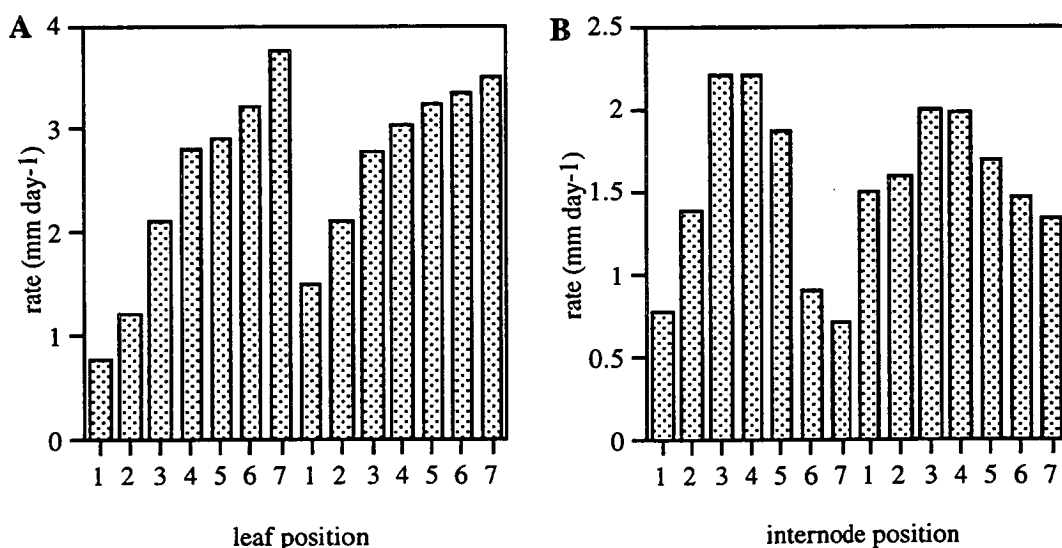 A
rate (mm day-1)
4
3
2
1
0
1 2 3 4 5 6 7 1 2 3 4 5 6 7
leaf position
B
rate (mm day-1)
2.5
2
1.5
1
0.5
0
1 2 3 4 5 6 7 1 2 3 4 5 6 7
internode position